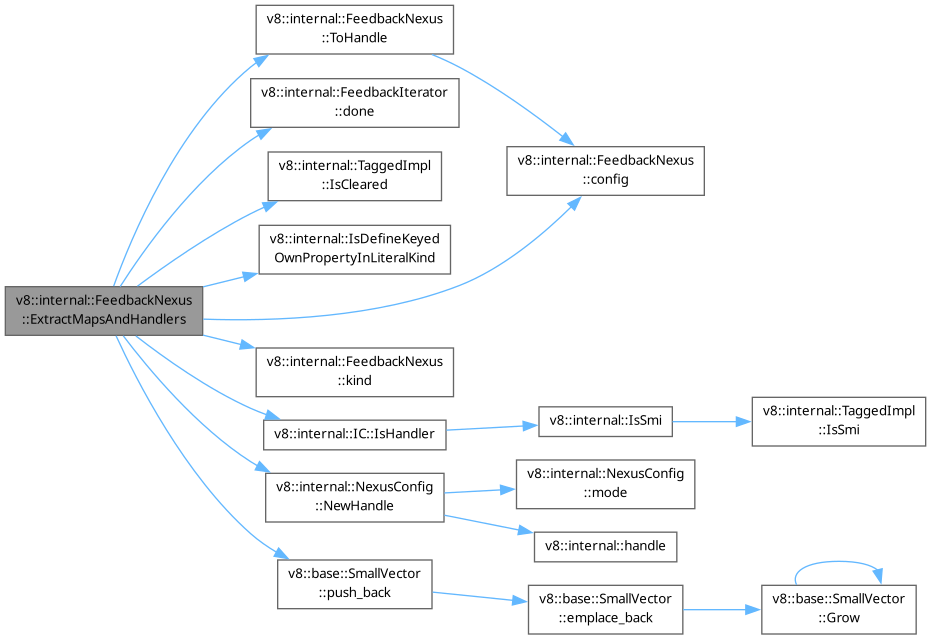 v8::internal::FeedbackNexus
::ExtractMapsAndHandlers
v8::internal::FeedbackNexus
::ToHandle
v8::internal::FeedbackIterator
::done
v8::internal::TaggedImpl
::IsCleared
v8::internal::IsDefineKeyed
OwnPropertyInLiteralKind
v8::internal::FeedbackNexus
::kind
v8::internal::IC::IsHandler
v8::internal::NexusConfig
::NewHandle
v8::base::SmallVector
::push_back
v8::internal::FeedbackNexus
::config
v8::internal::IsSmi
v8::internal::NexusConfig
::mode
v8::internal::handle
v8::base::SmallVector
::emplace_back
v8::internal::TaggedImpl
::IsSmi
v8::base::SmallVector
::Grow